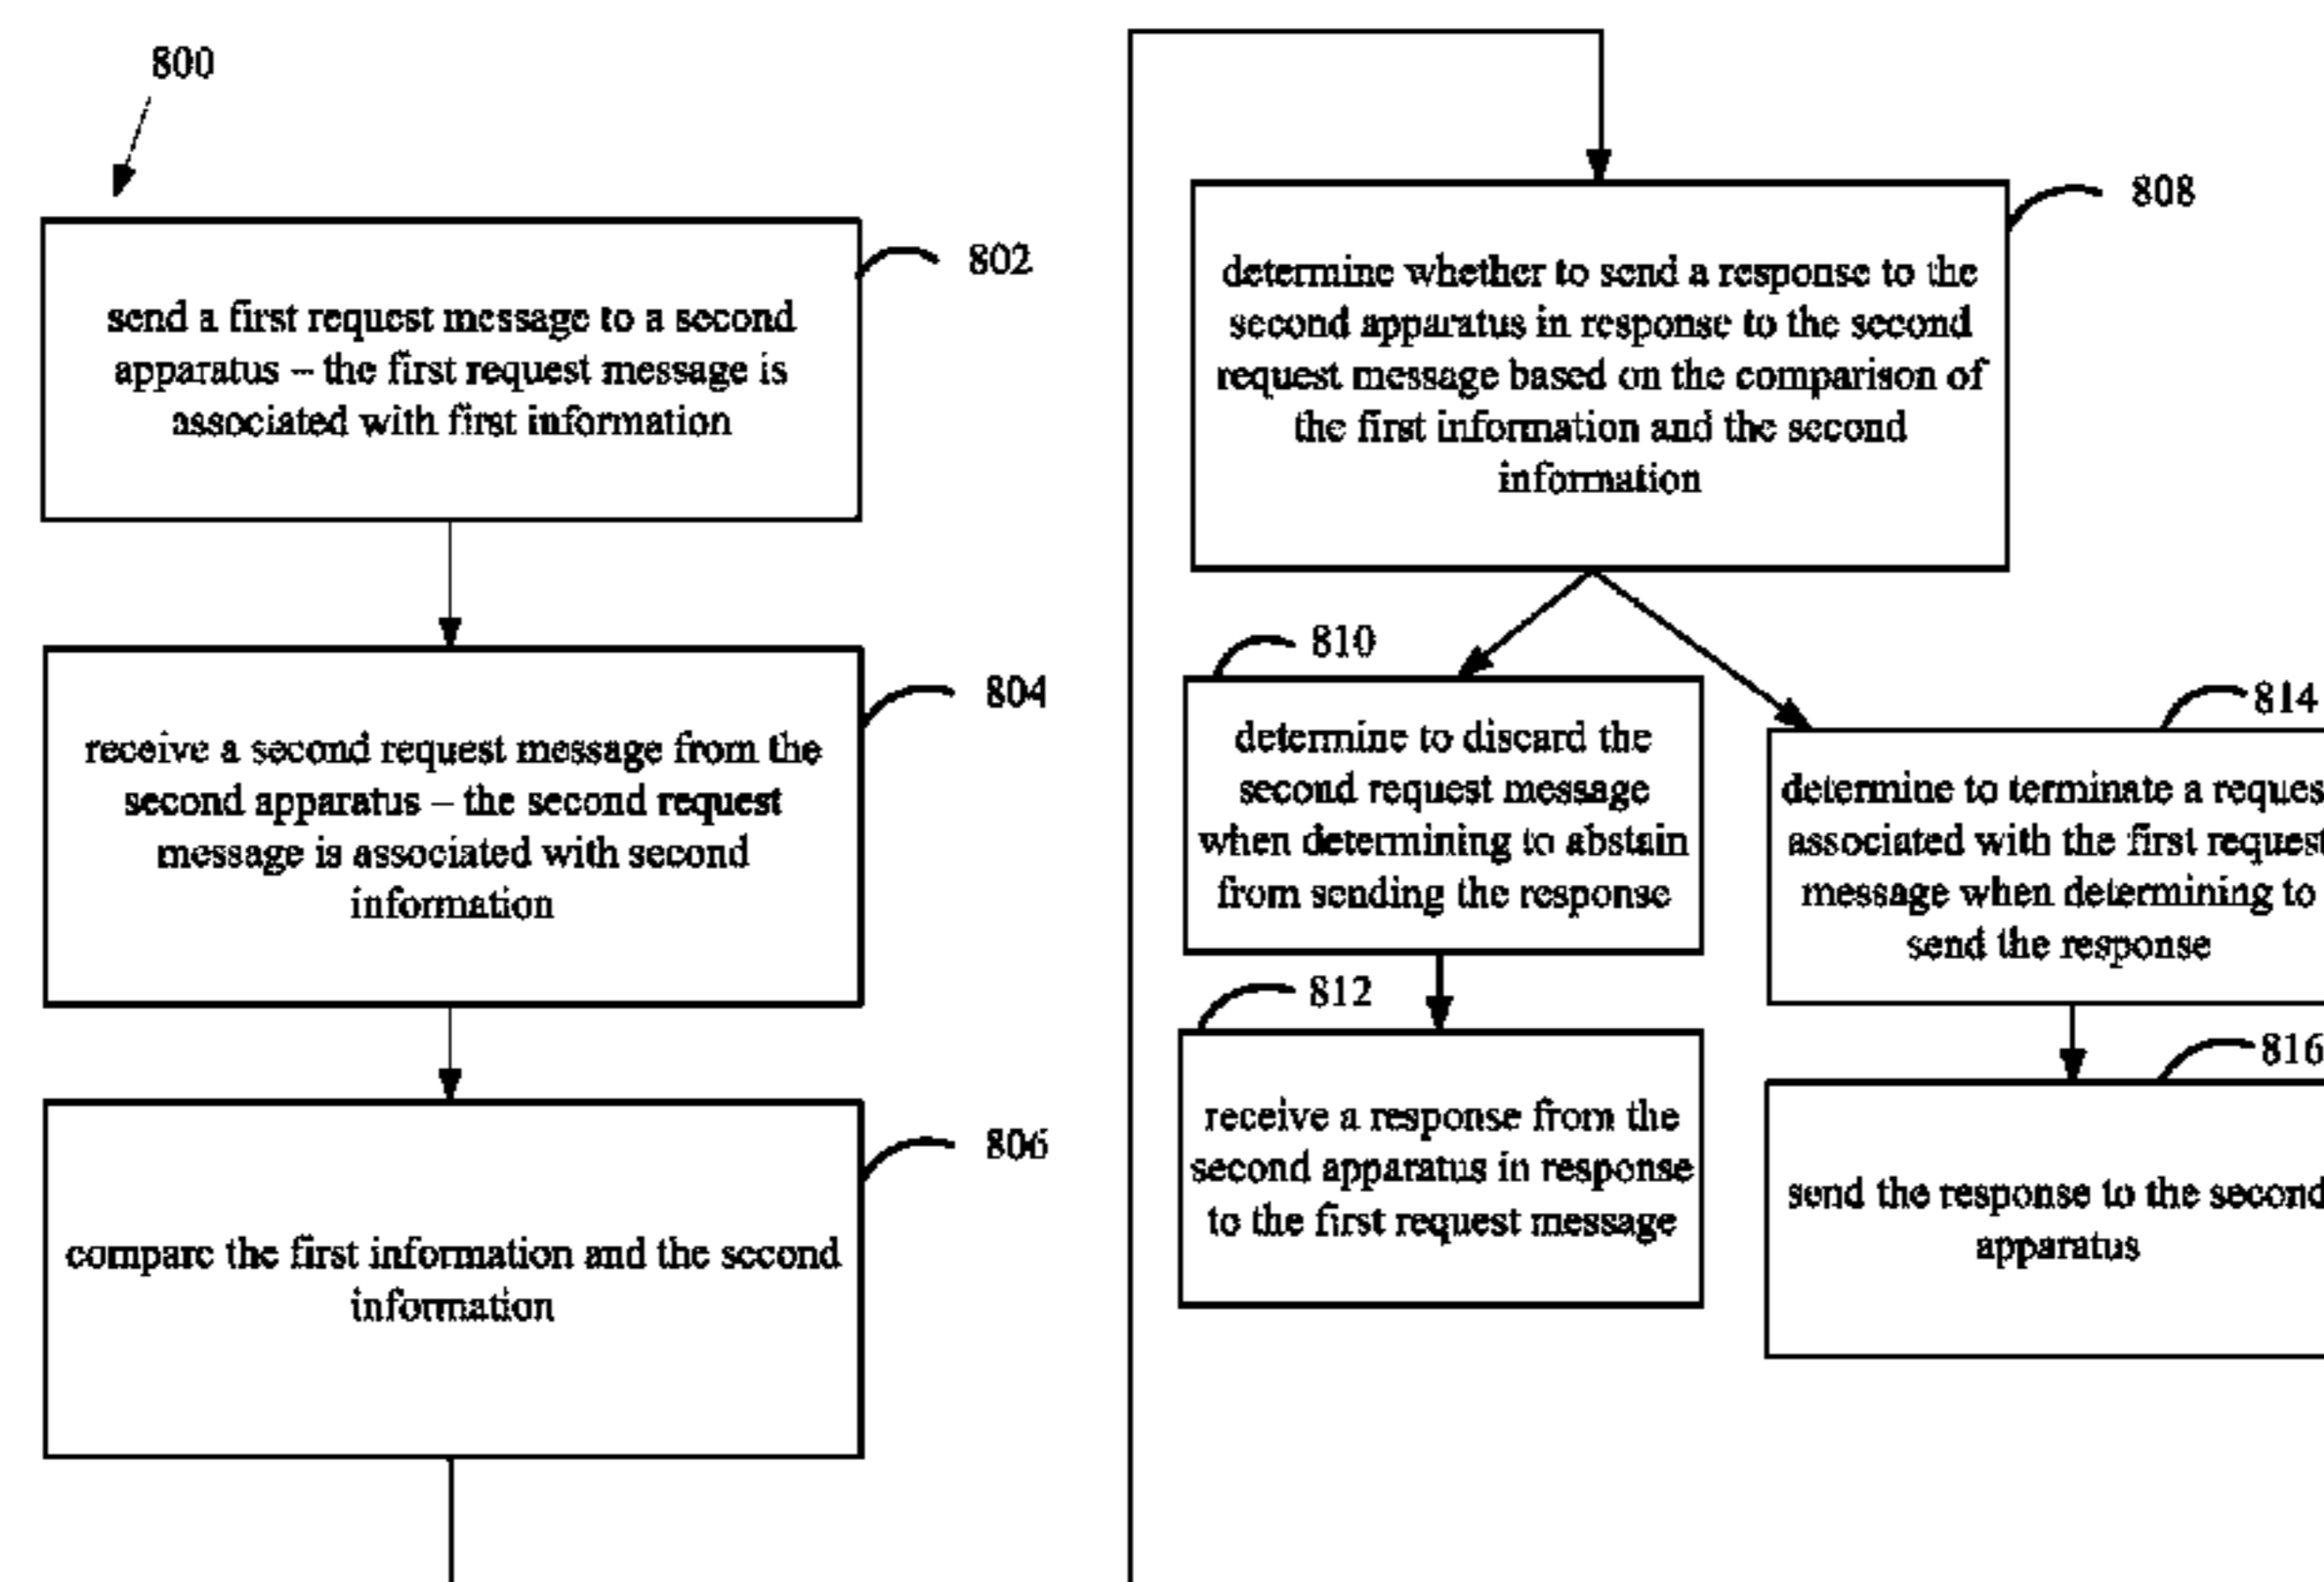 800
802
send a first request message to a second
apparatus – the first request message is
associated with first information
804
receive a second request message from the
second apparatus – the second request
message is associated with second
information
806
compare the first information and the second
information
808
determine whether to send a response to the
second apparatus in response to the second
request message based on the comparison of
the first information and the second
information
810
determine to discard the
second request message
when determining to abstain
from sending the response
812
receive a response from the
second apparatus in response
to the first request message
814
determine to terminate a reques
associated with the first request
message when determining to
send the response
816
send the response to the second
apparatus